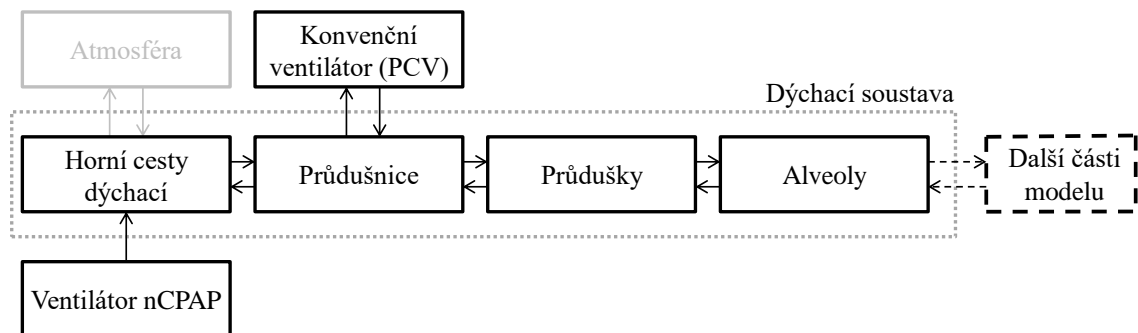 Atmosféra
Konvenční
ventilátor (PCV)
Dýchací soustava
Horní cesty
dýchací
Průdušnice
Průdušky
Alveoly
Další části
modelu
Ventilátor nCPAP